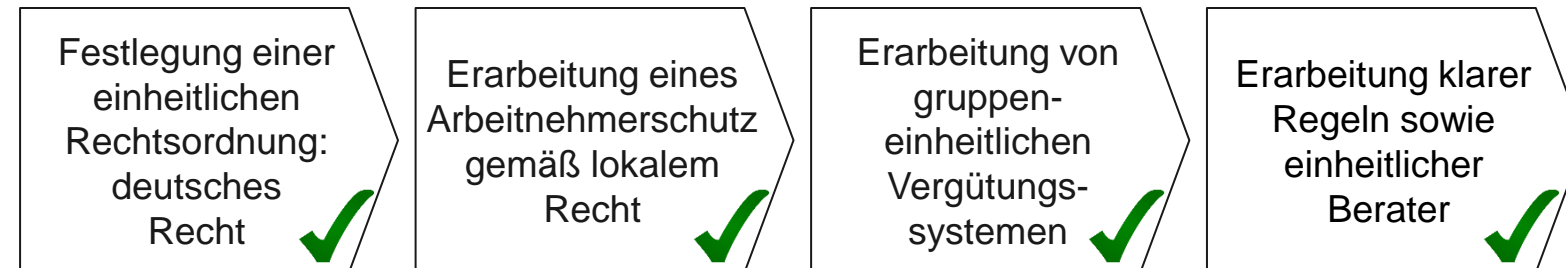 Festlegung einer
einheitlichen
Rechtsordnung:
deutsches
Recht
Erarbeitung eines
Arbeitnehmerschutz
gemäß lokalem
Recht
Erarbeitung von
gruppen-
einheitlichen
Vergütungs-
systemen
Erarbeitung klarer
Regeln sowie
einheitlicher
Berater